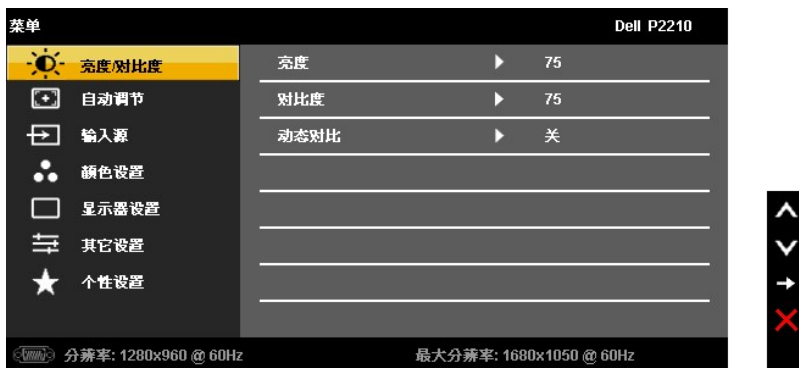 菜单 Dell P2210
亮度/对比度 亮度 75
自动调节 对比度 75
输入源 动态对比 关
颜色设置
显示器设置
其它设置
个性设置
分辨率: 1280x960 @ 60Hz 最大分辨率: 1680x1050 @ 60Hz